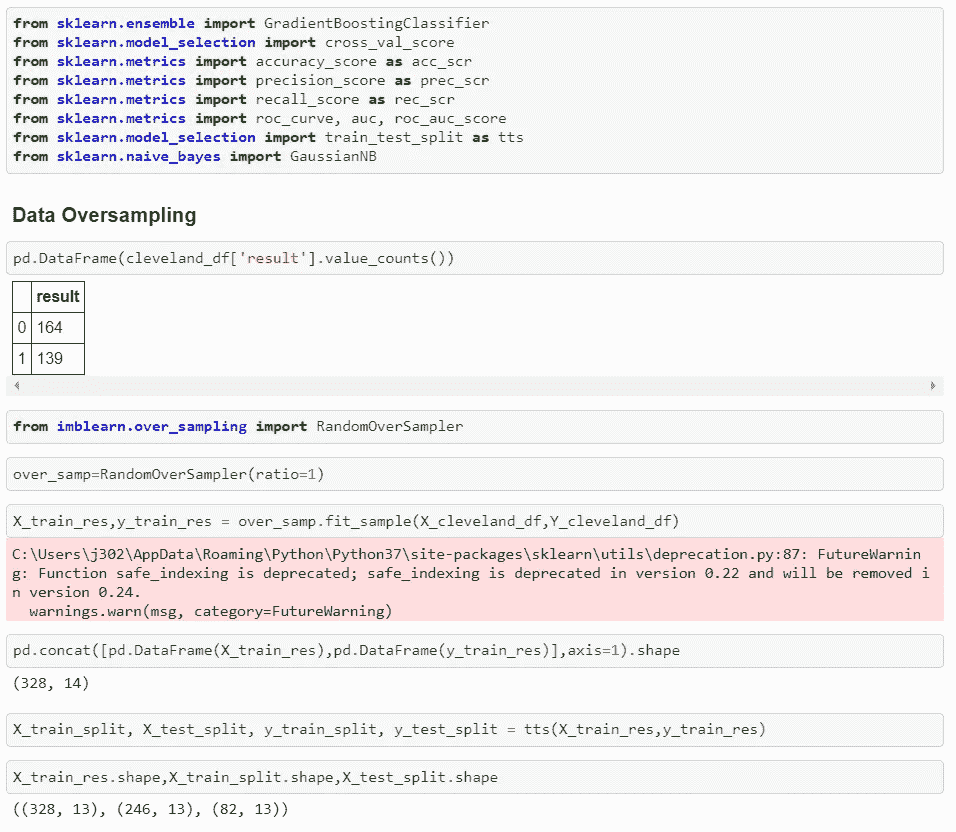 from sklearn.ensemble import GradientBoostingClassifier
from sklearn.model_selection import cross_val_score
from sklearn.metrics import accuracy_score as acc_scr
from sklearn.metrics import precision_score as prec_scr
from sklearn.metrics import recall_score as rec_scr
from sklearn.metrics import roc_curve, auc, roc_auc_score
from sklearn.model_selection import train_test_split as tts
from sklearn.naive_bayes import GaussianNB
Data Oversampling
pd.DataFrame(cleveland_df['result'].value_counts())
result
0 164
1 139
from imblearn.over_sampling import RandomOverSampler
over_samp=RandomOverSampler(ratio=1)
X_train_res,y_train_res = over_samp.fit_sample(X_cleveland_df,Y_cleveland_df)
C:\Users\j302\AppData\Roaming\Python\Python37\site-packages\sklearn\utils\deprecation.py:87: FutureWarnin
g: Function safe_indexing is deprecated; safe_indexing is deprecated in version 0.22 and will be removed i
n version 0.24.
warnings.warn(msg, category=FutureWarning)
pd.concat([pd.DataFrame(X_train_res),pd.DataFrame(y_train_res)],axis=1).shape
(328, 14)
X_train_split, X_test_split, y_train_split, y_test_split = tts(X_train_res,y_train_res)
X_train_res.shape,X_train_split.shape,X_test_split.shape
((328, 13), (246, 13), (82, 13))